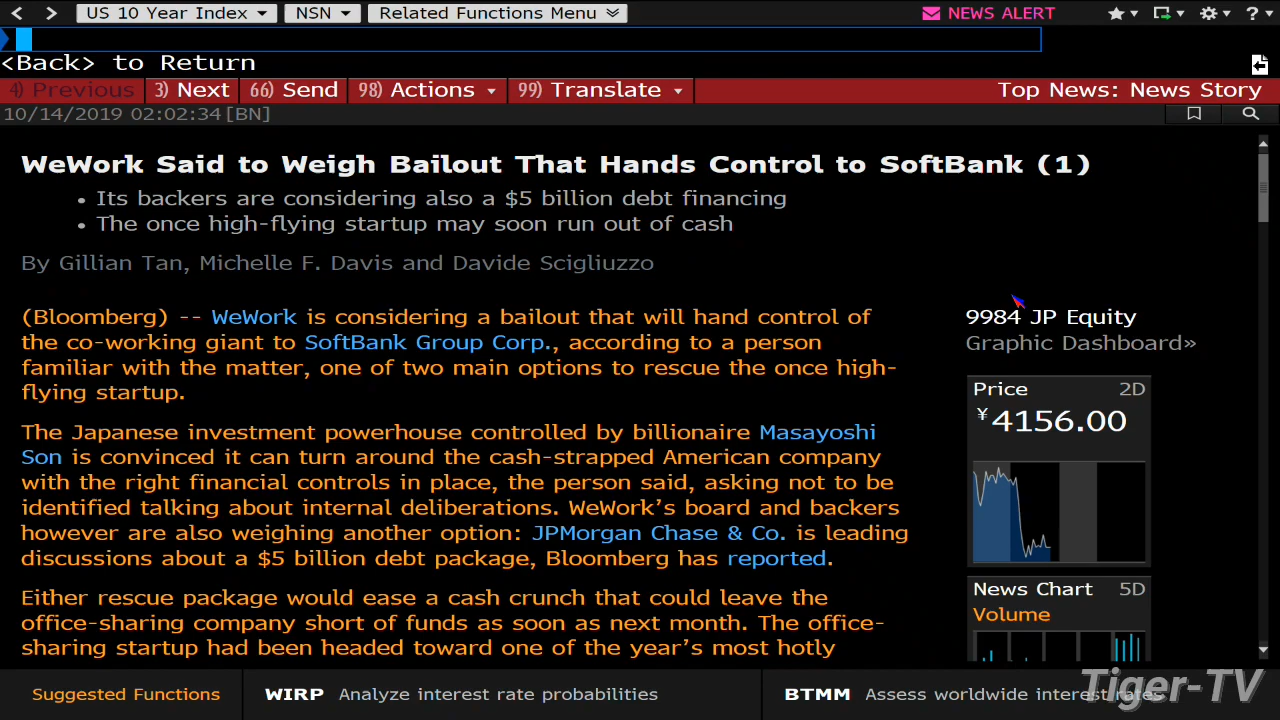 US 10 Year Index
NSN
Related Functions Menu
NEWS ALERT
?
<Back> to Return
4) Previous
3) Next
66) Send
98) Actions
99) Translate
Top News: News Story
10/14/2019 02:02:34[BN]
WeWork Said to Weigh Bailout That Hands Control to SoftBank (1)
• Its backers are considering also a $5 billion debt financing
• The once high-flying startup may soon run out of cash
By Gillian Tan, Michelle F. Davis and Davide Scigliuzzo
(Bloomberg) -- WeWork is considering a bailout that will hand control of
the co-working giant to SoftBank Group Corp., according to a person
familiar with the matter, one of two main options to rescue the once high-
flying startup.
The Japanese investment powerhouse controlled by billionaire Masayoshi
Son is convinced it can turn around the cash-strapped American company
with the right financial controls in place, the person said, asking not to be
identified talking about internal deliberations. WeWork's board and backers
however are also weighing another option: JPMorgan Chase & Co. is leading
discussions about a $5 billion debt package, Bloomberg has reported.
Either rescue package would ease a cash crunch that could leave the
office-sharing company short of funds as soon as next month. The office-
sharing startup had been headed toward one of the year's most hotly
9984 JP Equity
Graphic Dashboard»
Price 2D
¥4156.00
News Chart 5D
Volume
Suggested Functions
WIRP Analyze interest rate probabilities
BTMM Assess worldwide interest rates
Tiger-TV